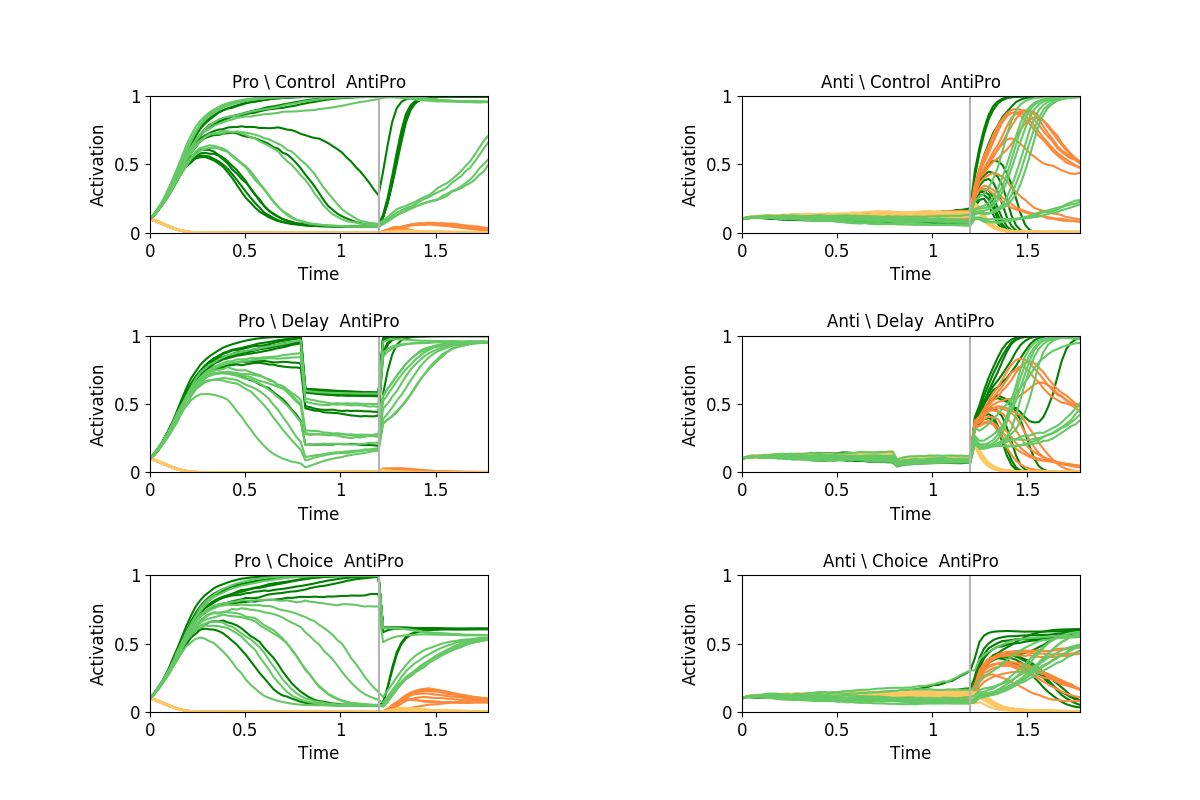 Pro \ Control  AntiPro
Activation
1
0.5
0
0
0.5
1
1.5
Time
Anti \ Control  AntiPro
Activation
1
0.5
0
0
0.5
1
1.5
Time
Pro \ Delay  AntiPro
Activation
1
0.5
0
0
0.5
1
1.5
Time
Anti \ Delay  AntiPro
Activation
1
0.5
0
0
0.5
1
1.5
Time
Pro \ Choice  AntiPro
Activation
1
0.5
0
0
0.5
1
1.5
Time
Anti \ Choice  AntiPro
Activation
1
0.5
0
0
0.5
1
1.5
Time